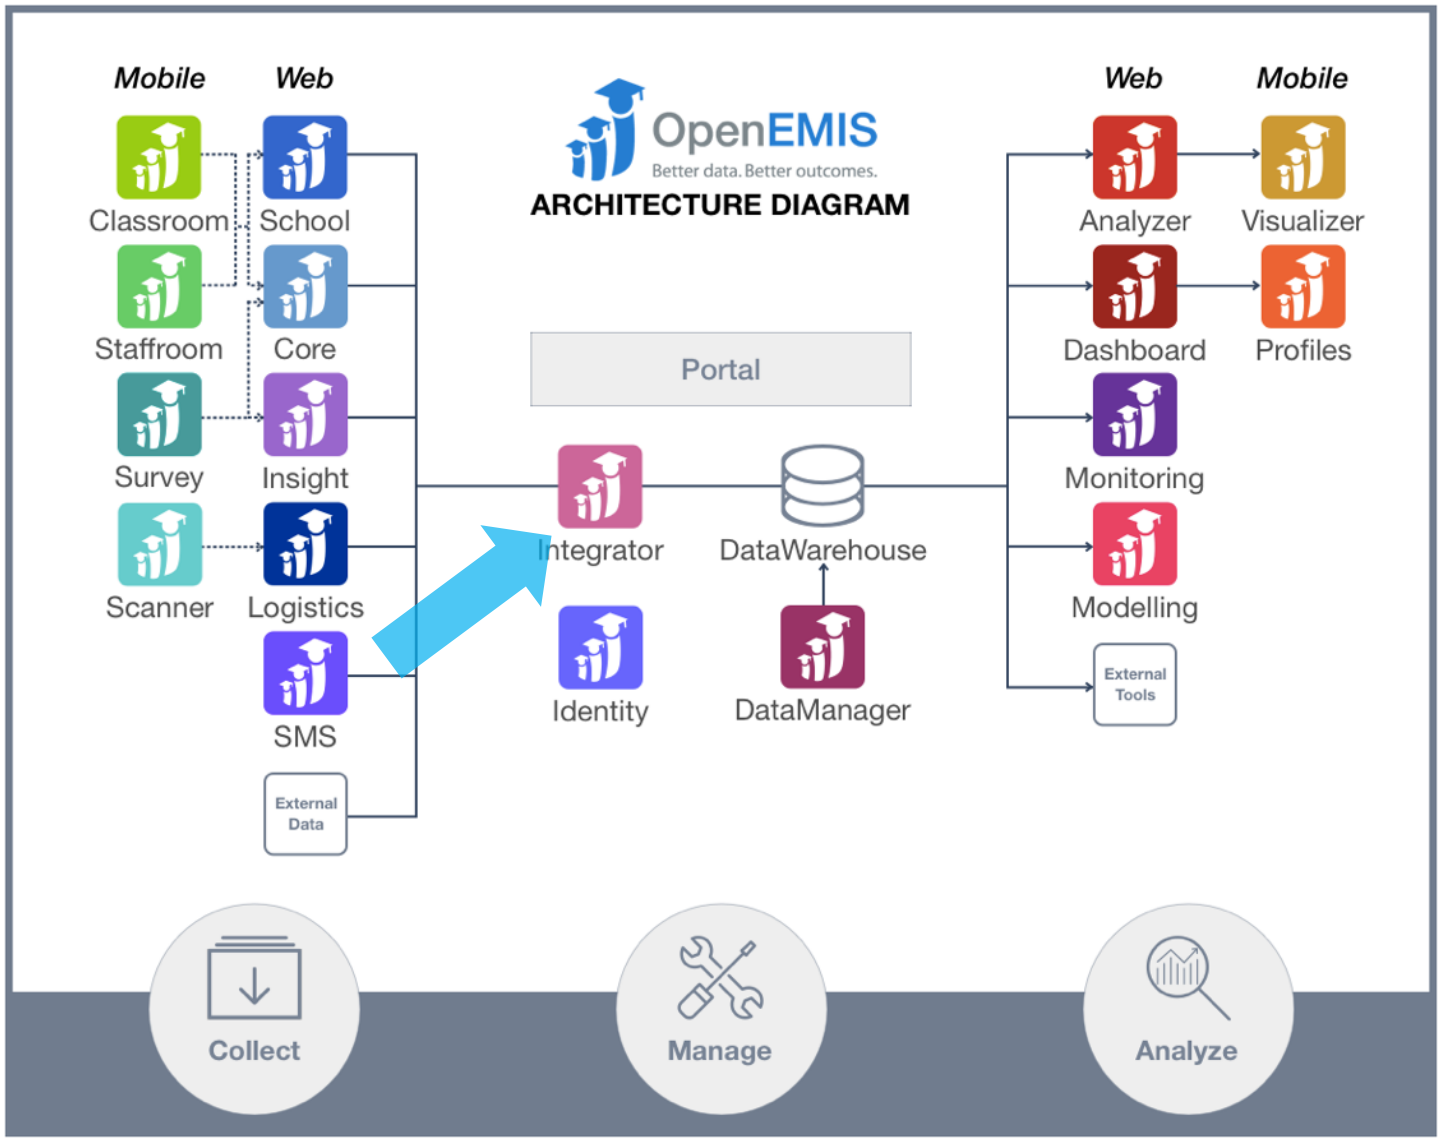 Mobile
Web
OpenEMIS
Better data. Better outcomes.
ARCHITECTURE DIAGRAM
Web
Mobile
Classroom
School
Analyzer
Visualizer
Staffroom
Core
Portal
Dashboard
Profiles
Survey
Insight
Integrator
DataWarehouse
Monitoring
Scanner
Logistics
Modelling
SMS
Identity
DataManager
External
Tools
External
Data
Collect
Manage
Analyze